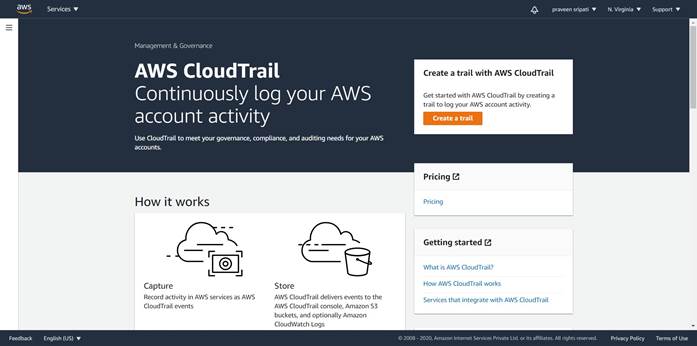 aws
Services
praveen sripati
N. Virginia
Support
Management & Governance
AWS CloudTrail
Continuously log your AWS
account activity
Use CloudTrail to meet your governance, compliance, and auditing needs for your AWS
accounts.
Create a trail with AWS CloudTrail
Get started with AWS CloudTrail by creating a
trail to log your AWS account activity.
Create a trail
Pricing
Pricing
Getting started
What is AWS CloudTrail?
How AWS CloudTrail works
Services that integrate with AWS CloudTrail
How it works
Capture
Record activity in AWS services as AWS
CloudTrail events
Store
AWS CloudTrail delivers events to the
AWS CloudTrail console, Amazon S3
buckets, and optionally Amazon
CloudWatch Logs
Feedback
English (US)
© 2008 - 2020, Amazon Internet Services Private Ltd. or its affiliates. All rights reserved.
Privacy Policy
Terms of Use